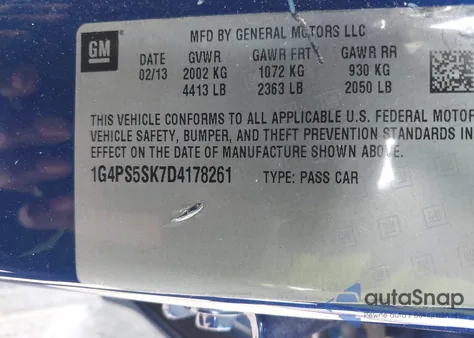 MFD BY GENERAL MOTORS LLC
GM
DATE GVWR GAWR FRT GAWR RR
02/13 2002 KG 1072 KG 930 KG
4413 LB 2363 LB 2050 LB
THIS VEHICLE CONFORMS TO ALL APPLICABLE U.S. FEDERAL MOTOR
VEHICLE SAFETY, BUMPER, AND THEFT PREVENTION STANDARDS
EFFECT ON THE DATE OF MANUFACTURE SHOWN ABOVE.
1G4PS5SK7D4178261 TYPE: PASS CAR
autoSnap
Pewne auto z